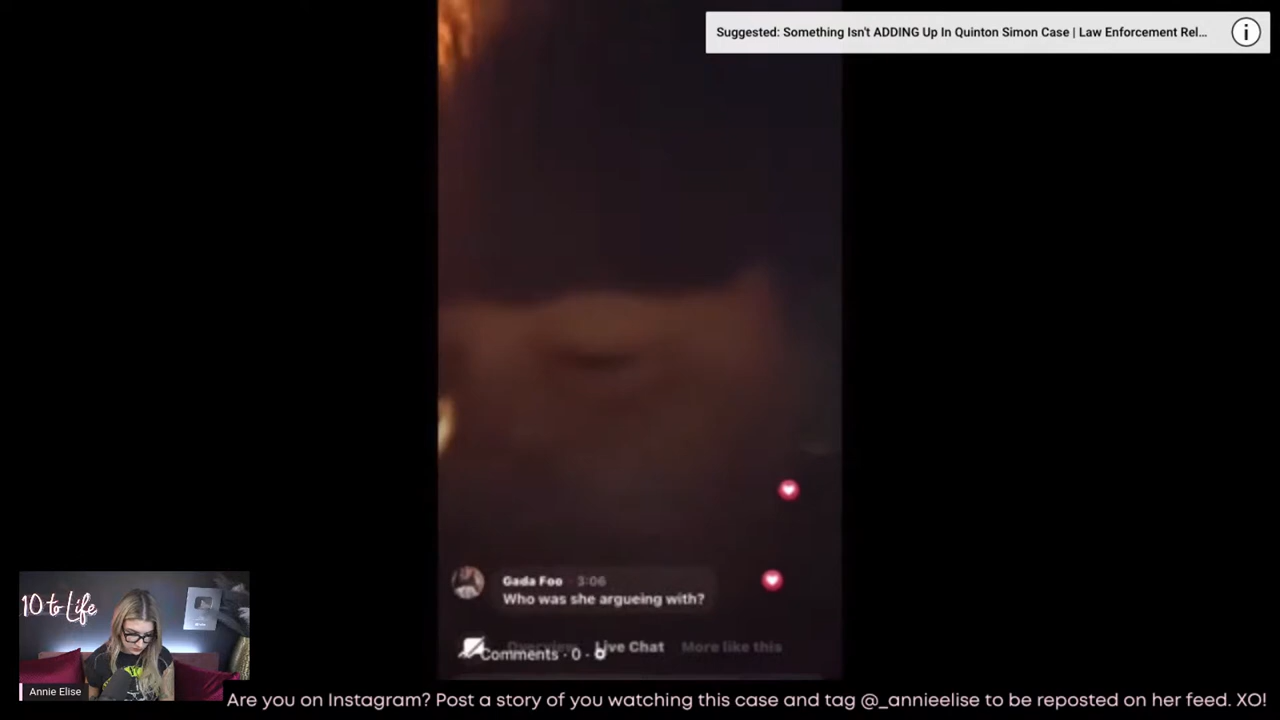 Suggested: Something Isn't ADDING Up In Quinton Simon Case | Law Enforcement Rel...
Gada Foo · 3:06
Who was she argueing with?
Overview Live Chat More like this
Comments · 0 ·
10 to Life
Annie Elise
Are you on Instagram? Post a story of you watching this case and tag @_annieelise to be reposted on her feed. XO!